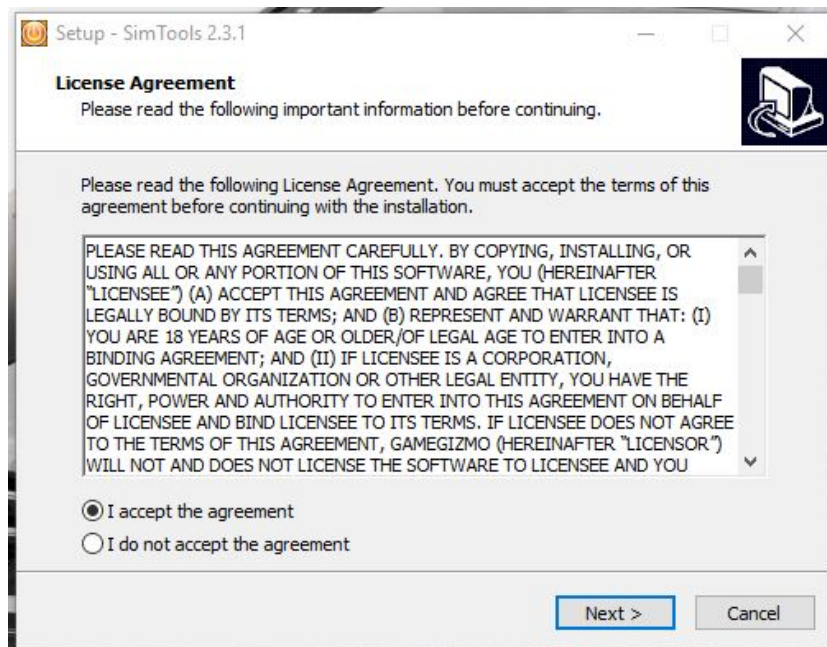 Setup - SimTools 2.3.1
License Agreement
Please read the following important information before continuing.
Please read the following License Agreement. You must accept the terms of this
agreement before continuing with the installation.
PLEASE READ THIS AGREEMENT CAREFULLY. BY COPYING, INSTALLING, OR
USING ALL OR ANY PORTION OF THIS SOFTWARE, YOU (HEREINAFTER
"LICENSEE") (A) ACCEPT THIS AGREEMENT AND AGREE THAT LICENSEE IS
LEGALLY BOUND BY ITS TERMS; AND (B) REPRESENT AND WARRANT THAT: (I)
YOU ARE 18 YEARS OF AGE OR OLDER/OF LEGAL AGE TO ENTER INTO A
BINDING AGREEMENT; AND (II) IF LICENSEE IS A CORPORATION,
GOVERNMENTAL ORGANIZATION OR OTHER LEGAL ENTITY, YOU HAVE THE
RIGHT, POWER AND AUTHORITY TO ENTER INTO THIS AGREEMENT ON BEHALF
OF LICENSEE AND BIND LICENSEE TO ITS TERMS. IF LICENSEE DOES NOT AGREE
TO THE TERMS OF THIS AGREEMENT, GAMEGIZMO (HEREINAFTER "LICENSOR")
WILL NOT AND DOES NOT LICENSE THE SOFTWARE TO LICENSEE AND YOU
I accept the agreement
I do not accept the agreement
Next >
Cancel